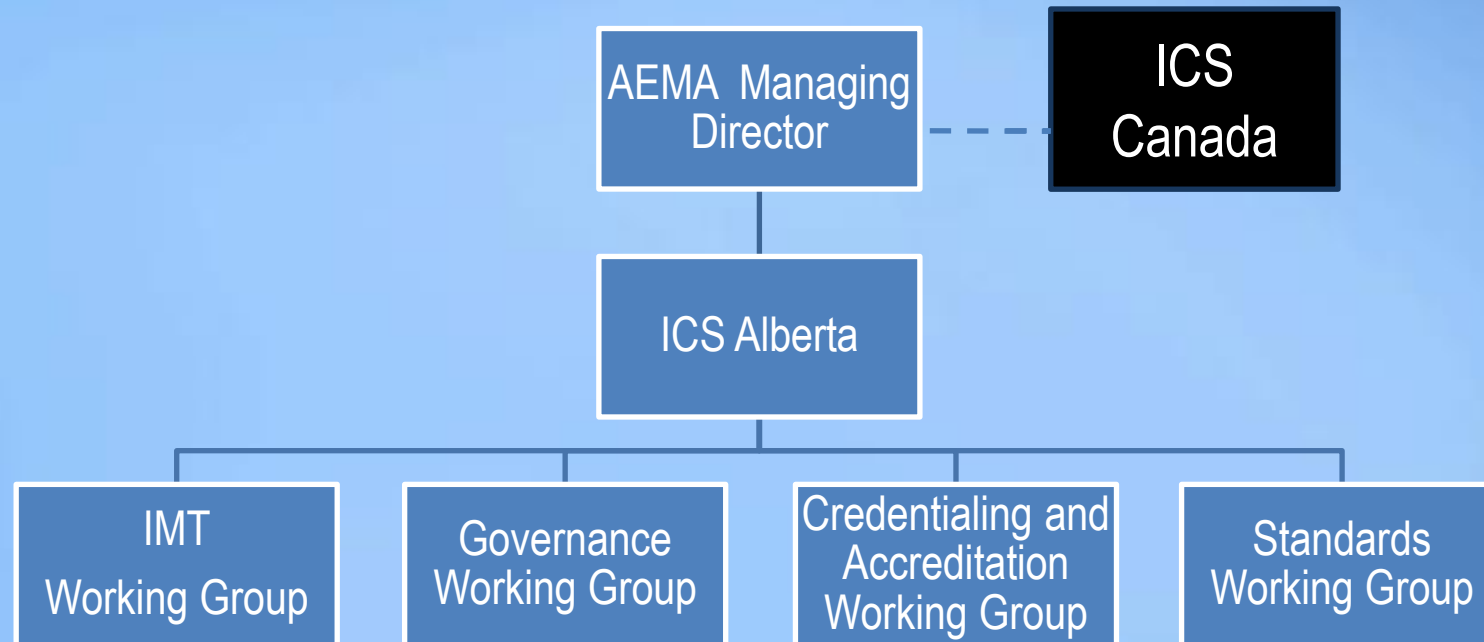 AEMA Managing
Director
ICS
Canada
ICS Alberta
IMT
Working Group
Governance
Working Group
Credentialing and
Accreditation
Working Group
Standards
Working Group